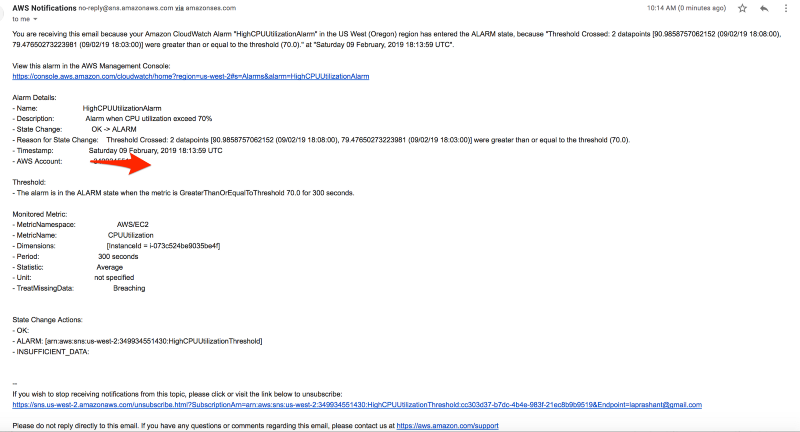 AWS Notifications no-reply@sns.amazonaws.com via amazonses.com 10:14 AM (0 minutes ago)
to me
You are receiving this email because your Amazon CloudWatch Alarm "HighCPUUtilizationAlarm" in the US West (Oregon) region has entered the ALARM state, because "Threshold Crossed: 2 datapoints [90.9858757062152 (09/02/19 18:08:00),
79.47650273223981 (09/02/19 18:03:00)] were greater than or equal to the threshold (70.0)." at "Saturday 09 February, 2019 18:13:59 UTC".
View this alarm in the AWS Management Console:
https://console.aws.amazon.com/cloudwatch/home?region=us-west-2#s=Alarms&alarm=HighCPUUtilizationAlarm
Alarm Details:
- Name: HighCPUUtilizationAlarm
- Description: Alarm when CPU utilization exceed 70%
- State Change: OK -> ALARM
- Reason for State Change: Threshold Crossed: 2 datapoints [90.9858757062152 (09/02/19 18:08:00), 79.47650273223981 (09/02/19 18:03:00)] were greater than or equal to the threshold (70.0).
- Timestamp: Saturday 09 February, 2019 18:13:59 UTC
- AWS Account:
Threshold:
- The alarm is in the ALARM state when the metric is GreaterThanOrEqualToThreshold 70.0 for 300 seconds.
Monitored Metric:
- MetricNamespace: AWS/EC2
- MetricName: CPUUtilization
- Dimensions: [InstanceId = i-073c524be9035be4f]
- Period: 300 seconds
- Statistic: Average
- Unit: not specified
- TreatMissingData: Breaching
State Change Actions:
- OK:
- ALARM: [arn:aws:sns:us-west-2:349934551430:HighCPUUtilizationThreshold]
- INSUFFICIENT_DATA:
--
If you wish to stop receiving notifications from this topic, please click or visit the link below to unsubscribe:
https://sns.us-west-2.amazonaws.com/unsubscribe.html?SubscriptionArn=arn:aws:sns:us-west-2:349934551430:HighCPUUtilizationThreshold:cc303d37-b7dc-4b4e-983f-21ec8b9b9519&Endpoint=laprashant@gmail.com
Please do not reply directly to this email. If you have any questions or comments regarding this email, please contact us at https://aws.amazon.com/support